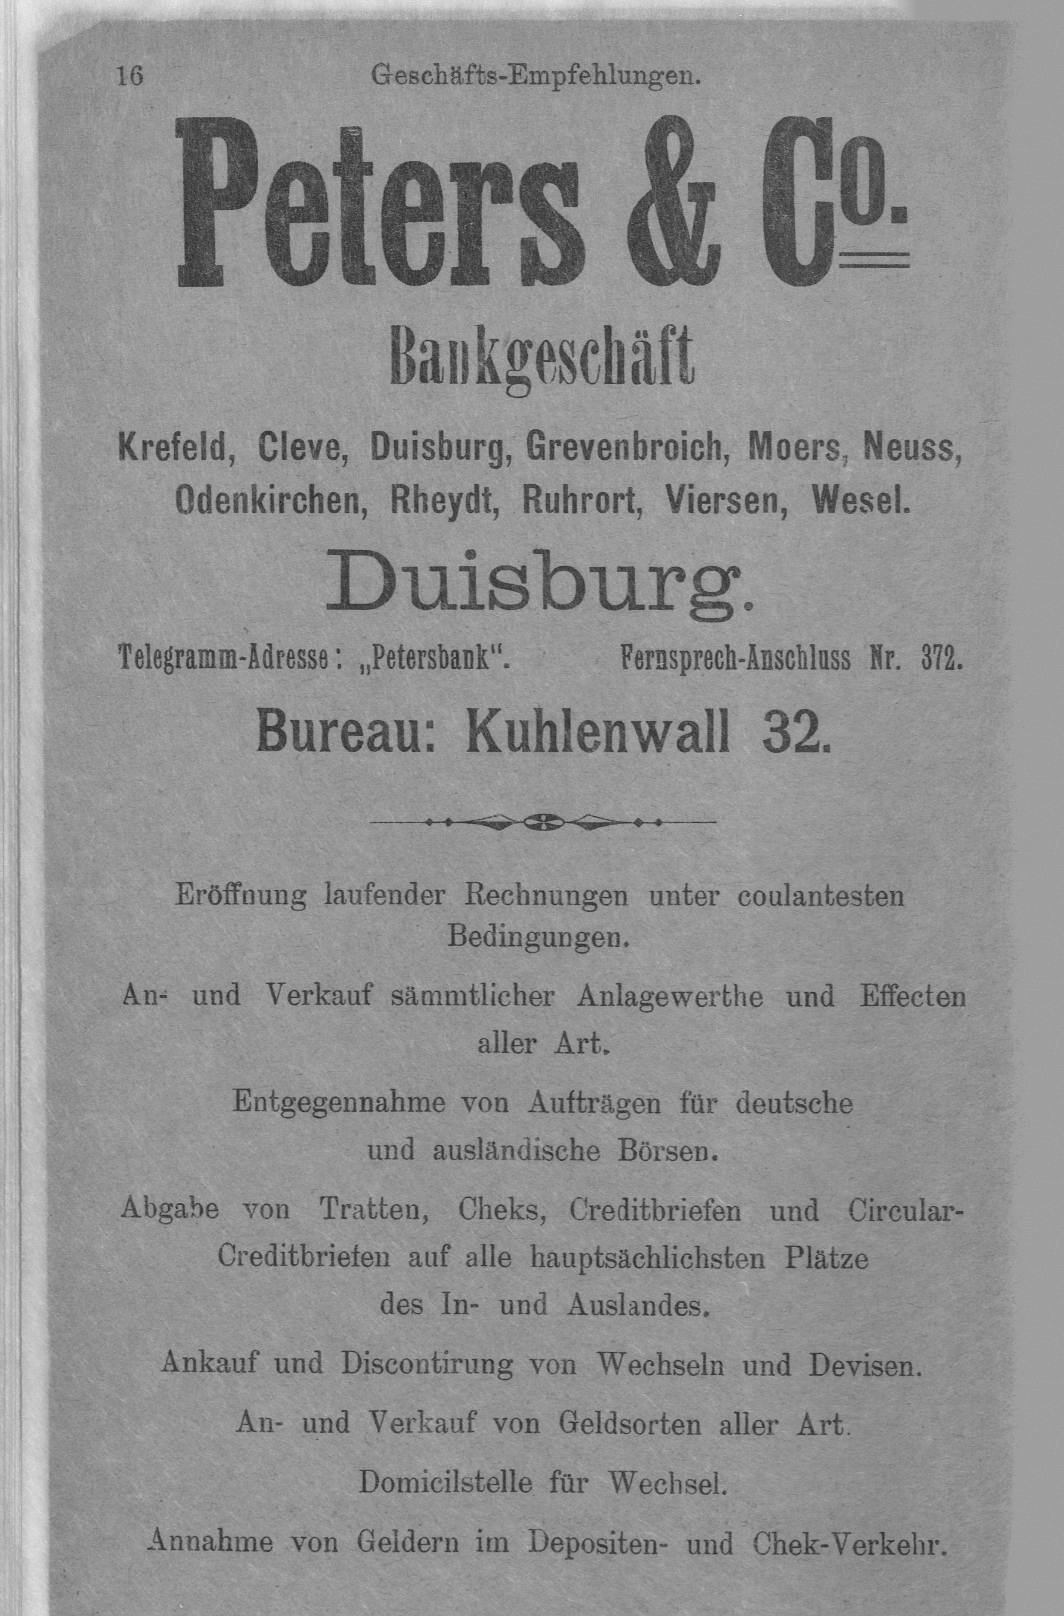 16 Geschäfts-Empfehlungen.
Peters & Co.
Bankgeschäft
Krefeld, Cleve, Duisburg, Grevenbroich, Moers, Neuss,
Odenkirchen, Rheydt, Ruhrort, Viersen, Wesel.
Duisburg.
Telegramm-Adresse: „Petersbank“. Fernsprech-Anschluss Nr. 372.
Bureau: Kuhlenwall 32.
Eröffnung laufender Rechnungen unter coulantesten
Bedingungen.
An- und Verkauf sämmtlicher Anlagewerthe und Effecten
aller Art.
Entgegennahme von Aufträgen für deutsche
und ausländische Börsen.
Abgabe von Tratten, Cheks, Creditbriefen und Circular-
Creditbriefen auf alle hauptsächlichsten Plätze
des In- und Auslandes.
Ankauf und Discontirung von Wechseln und Devisen.
An- und Verkauf von Geldsorten aller Art.
Domicilstelle für Wechsel.
Annahme von Geldern im Depositen- und Chek-Verkehr.